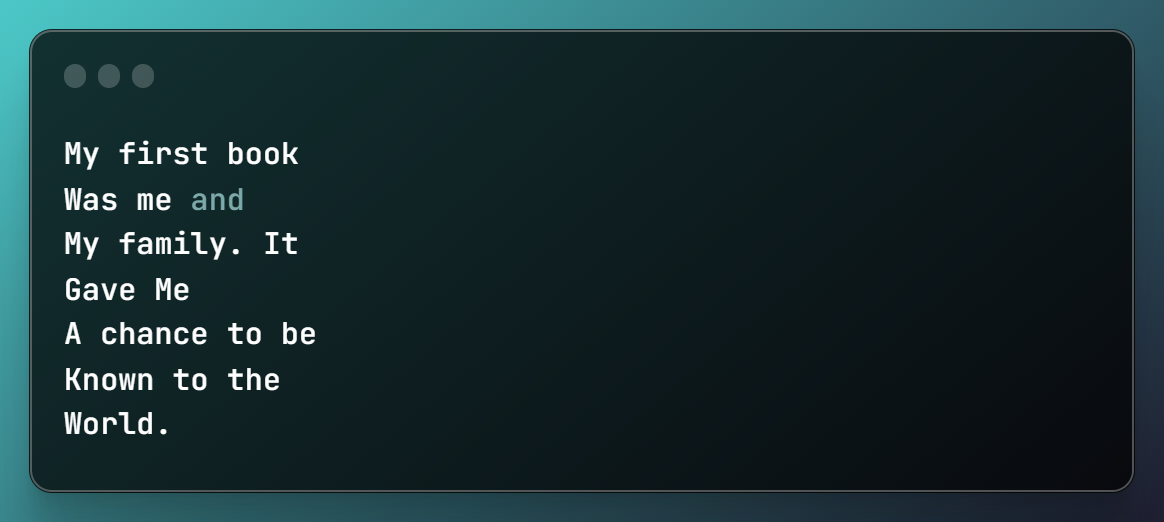 My first book
Was me and
My family. It
Gave Me
A chance to be
Known to the
World.